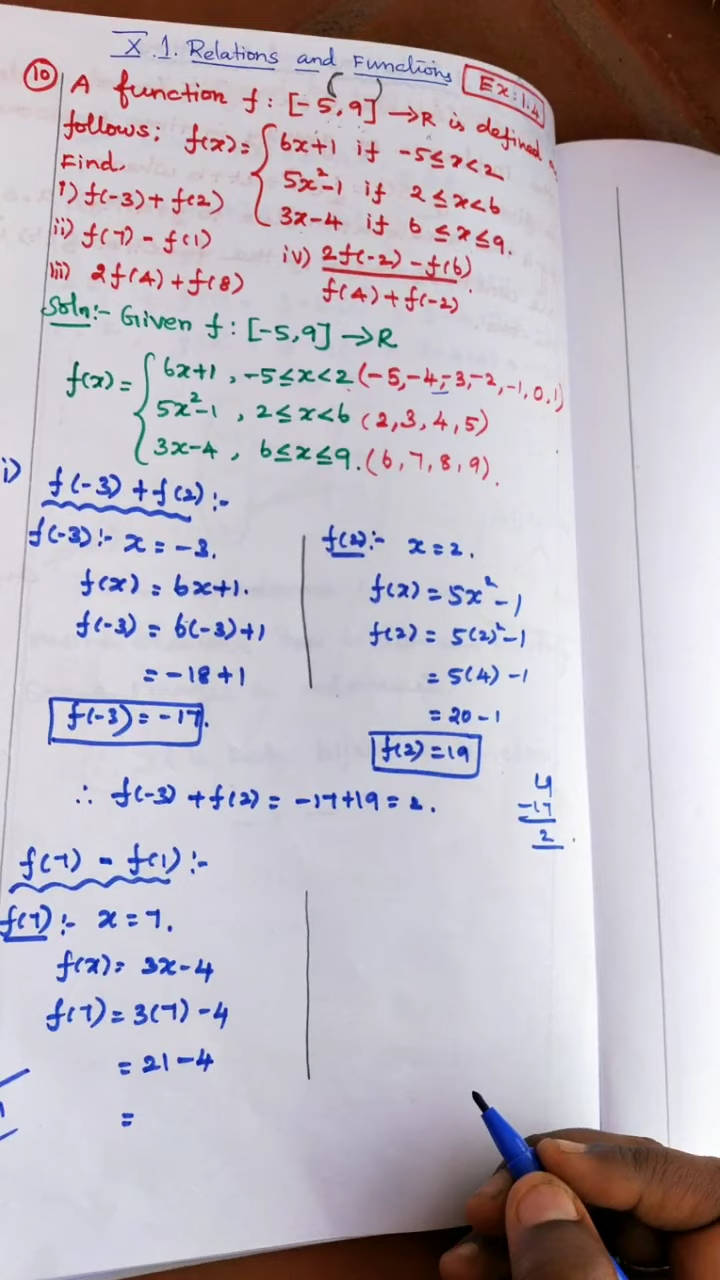 X. 1. Relations and Functions
Ex: 1.4
10 A function f: [-5, 9] → R is defined
follows: f(x) = { 6x+1 if -5≤x<2
5x²-1 if 2≤x<6
3x-4 if 6≤x≤9.
Find.
i) f(-3) + f(2)
ii) f(7) - f(1)
iii) 2f(4) + f(8)
iv) 2f(-2) - f(6)
f(4) + f(-2)
Soln:- Given f: [-5, 9] → R
f(x) = { 6x+1, -5≤x<2 (-5, -4, -3, -2, -1, 0, 1)
5x²-1, 2≤x<6 (2, 3, 4, 5)
3x-4, 6≤x≤9. (6, 7, 8, 9).
i) f(-3) + f(2):-
f(-3):- x = -3.
f(x) = 6x+1.
f(-3) = 6(-3)+1
= -18+1
f(-3) = -17.
f(2):- x = 2.
f(x) = 5x²-1
f(2) = 5(2)²-1
= 5(4)-1
= 20-1
f(2) = 19
∴ f(-3) + f(2) = -17+19 = 2.
-17
2
f(7) - f(1):-
f(7):- x = 7.
f(x) = 3x-4
f(7) = 3(7)-4
= 21-4
=